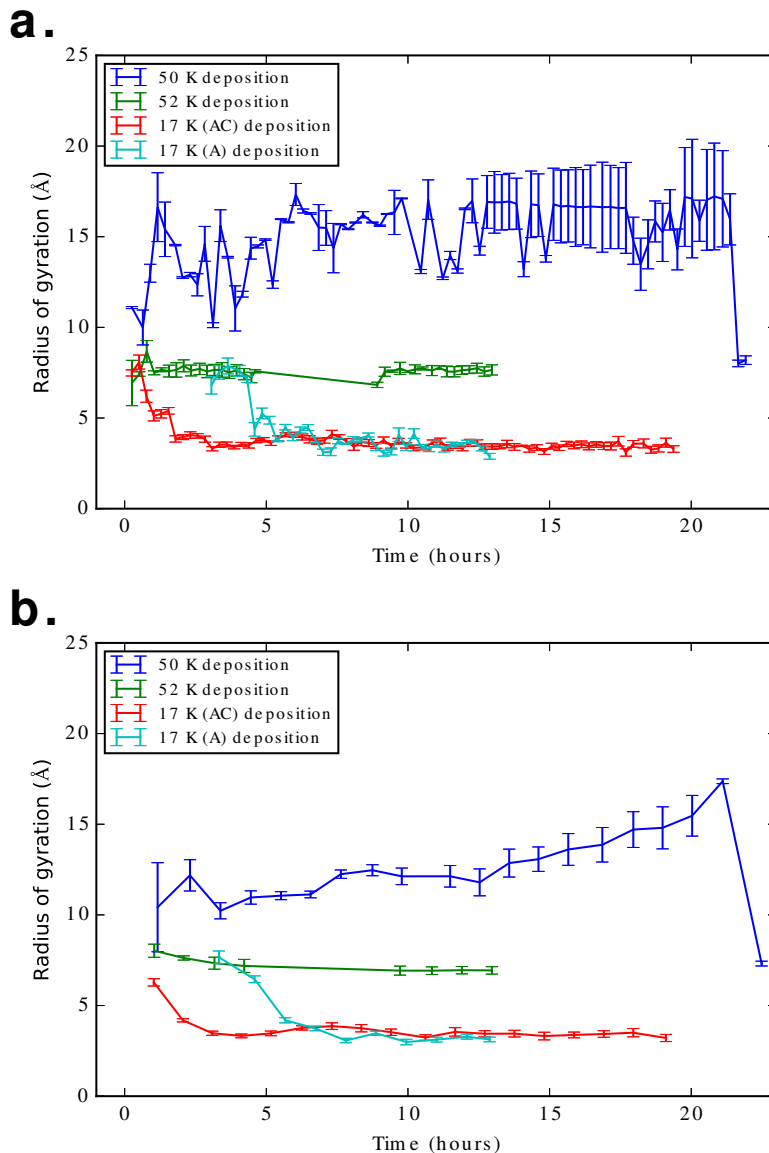 a.
25
20
15
10
5
0
Radius of gyration (Å)
50 K deposition
52 K deposition
17 K (AC) deposition
17 K (A) deposition
0 5 10 15 20
Time (hours)
b.
25
20
15
10
5
0
Radius of gyration (Å)
50 K deposition
52 K deposition
17 K (AC) deposition
17 K (A) deposition
0 5 10 15 20
Time (hours)